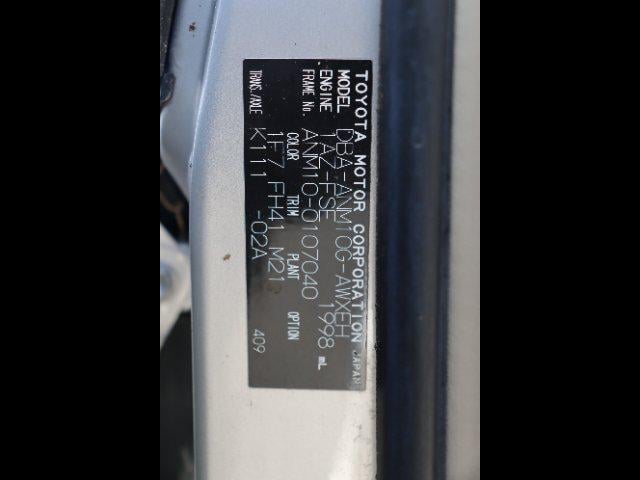 TOYOTA MOTOR CORPORATION JAPAN
MODEL DBA-ANM10G-AWXEH
ENGINE 1AZ-FSE 1998 mL
FRAME No. ANM10-0107040
COLOR TRIM PLANT OPTION
1F7 FH41 M21
TRANS./AXLE K111 -02A
409